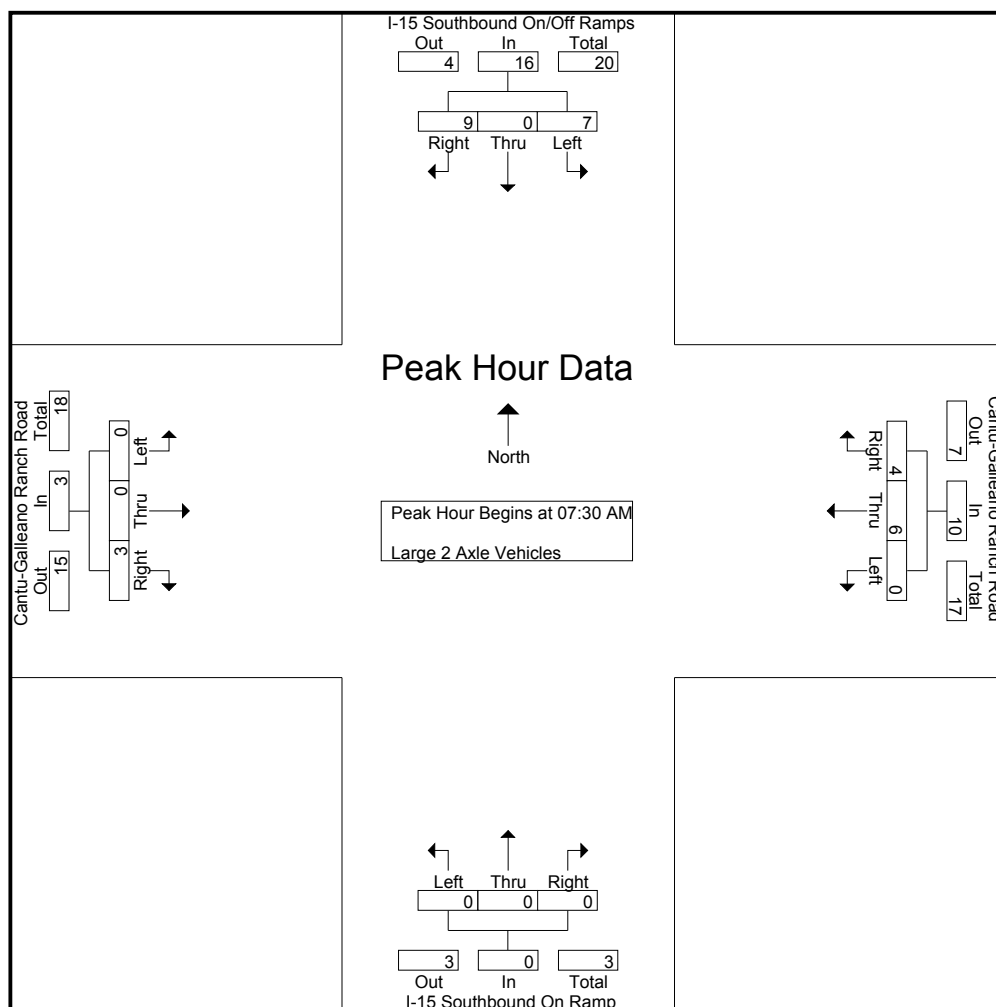 I-15 Southbound On/Off Ramps
Out In Total
4 16 20
9 0 7
Right Thru Left
Peak Hour Data
North
Peak Hour Begins at 07:30 AM
Large 2 Axle Vehicles
Cantu-Galleano Ranch Road
Out In Total
15 3 18
Left Thru Right
0 0 3
Cantu-Galleano Ranch Road
Out In Total
7 10 17
Right Thru Left
4 6 0
Left Thru Right
0 0 0
3 0 3
Out In Total
I-15 Southbound On Ramp